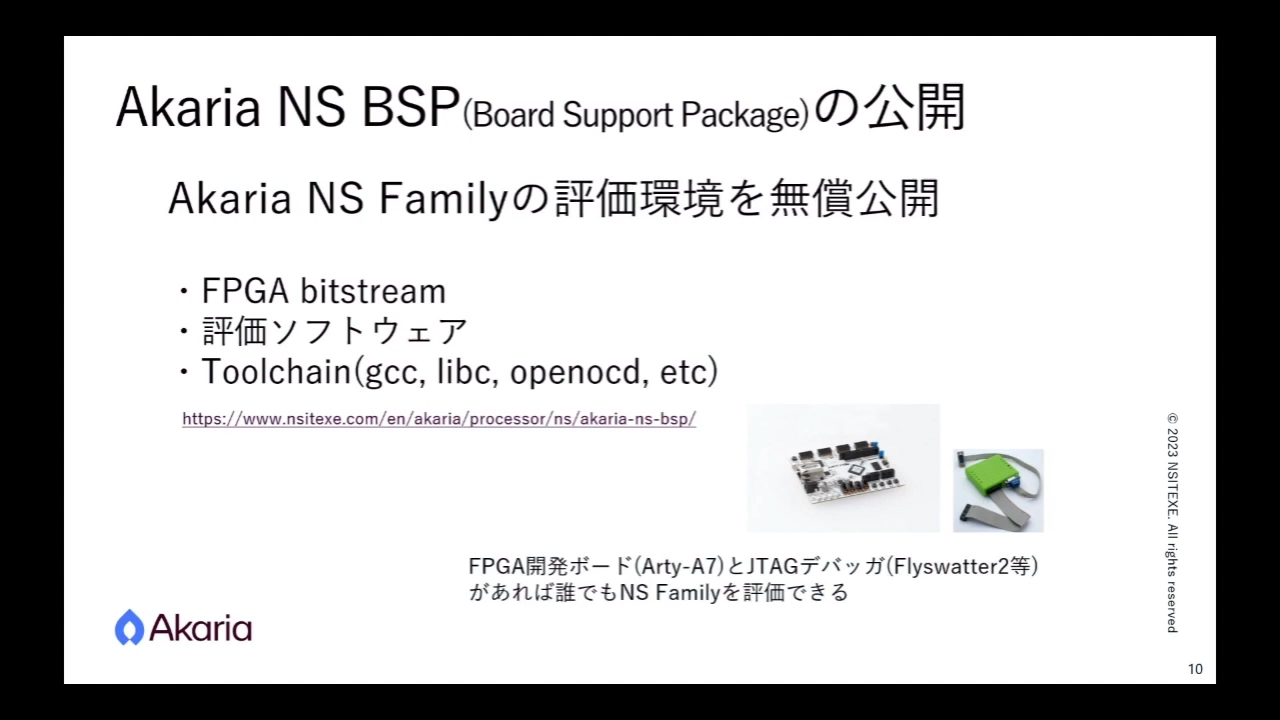 Akaria NS BSP(Board Support Package)の公開
Akaria NS Familyの評価環境を無償公開
・FPGA bitstream
・評価ソフトウェア
・Toolchain(gcc, libc, openocd, etc)
https://www.nsitexe.com/en/akaria/processor/ns/akaria-ns-bsp/
FPGA開発ボード(Arty-A7)とJTAGデバッガ(Flyswatter2等)
があれば誰でもNS Familyを評価できる
Akaria
© 2023 NSITEXE. All rights reserved
10